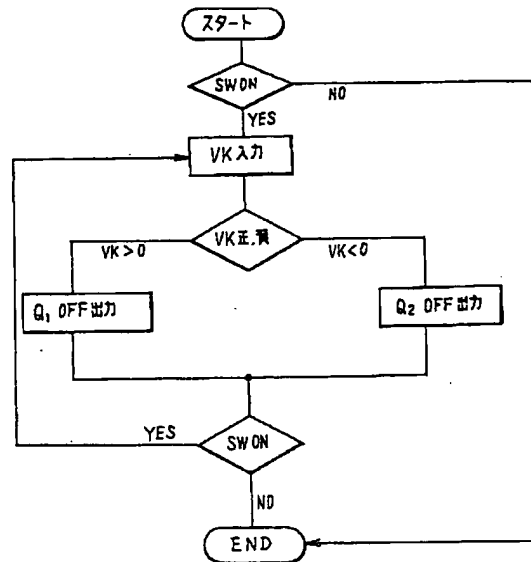 スタート
SW ON
NO
YES
VK入力
VK正.負
VK>0
VK<0
Q₁ OFF出力
Q₂ OFF出力
YES
SW ON
NO
END